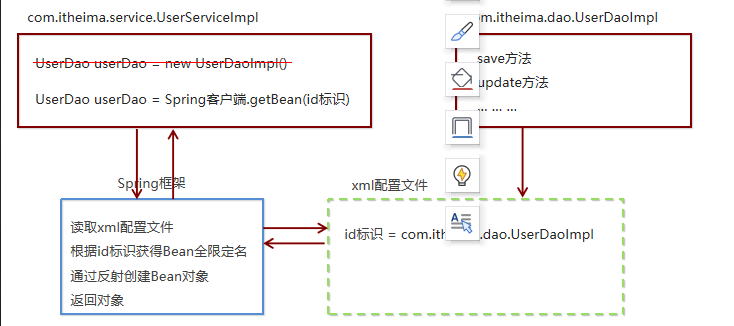 com.itheima.service.UserServiceImpl
com.itheima.dao.UserDaoImpl
UserDao userDao = new UserDaoImpl()
UserDao userDao = Spring客户端.getBean(id标识)
save方法
update方法
... ... ...
Spring框架
xml配置文件
读取xml配置文件
根据id标识获得Bean全限定名
通过反射创建Bean对象
返回对象
id标识 = com.ith .dao.UserDaoImpl
A